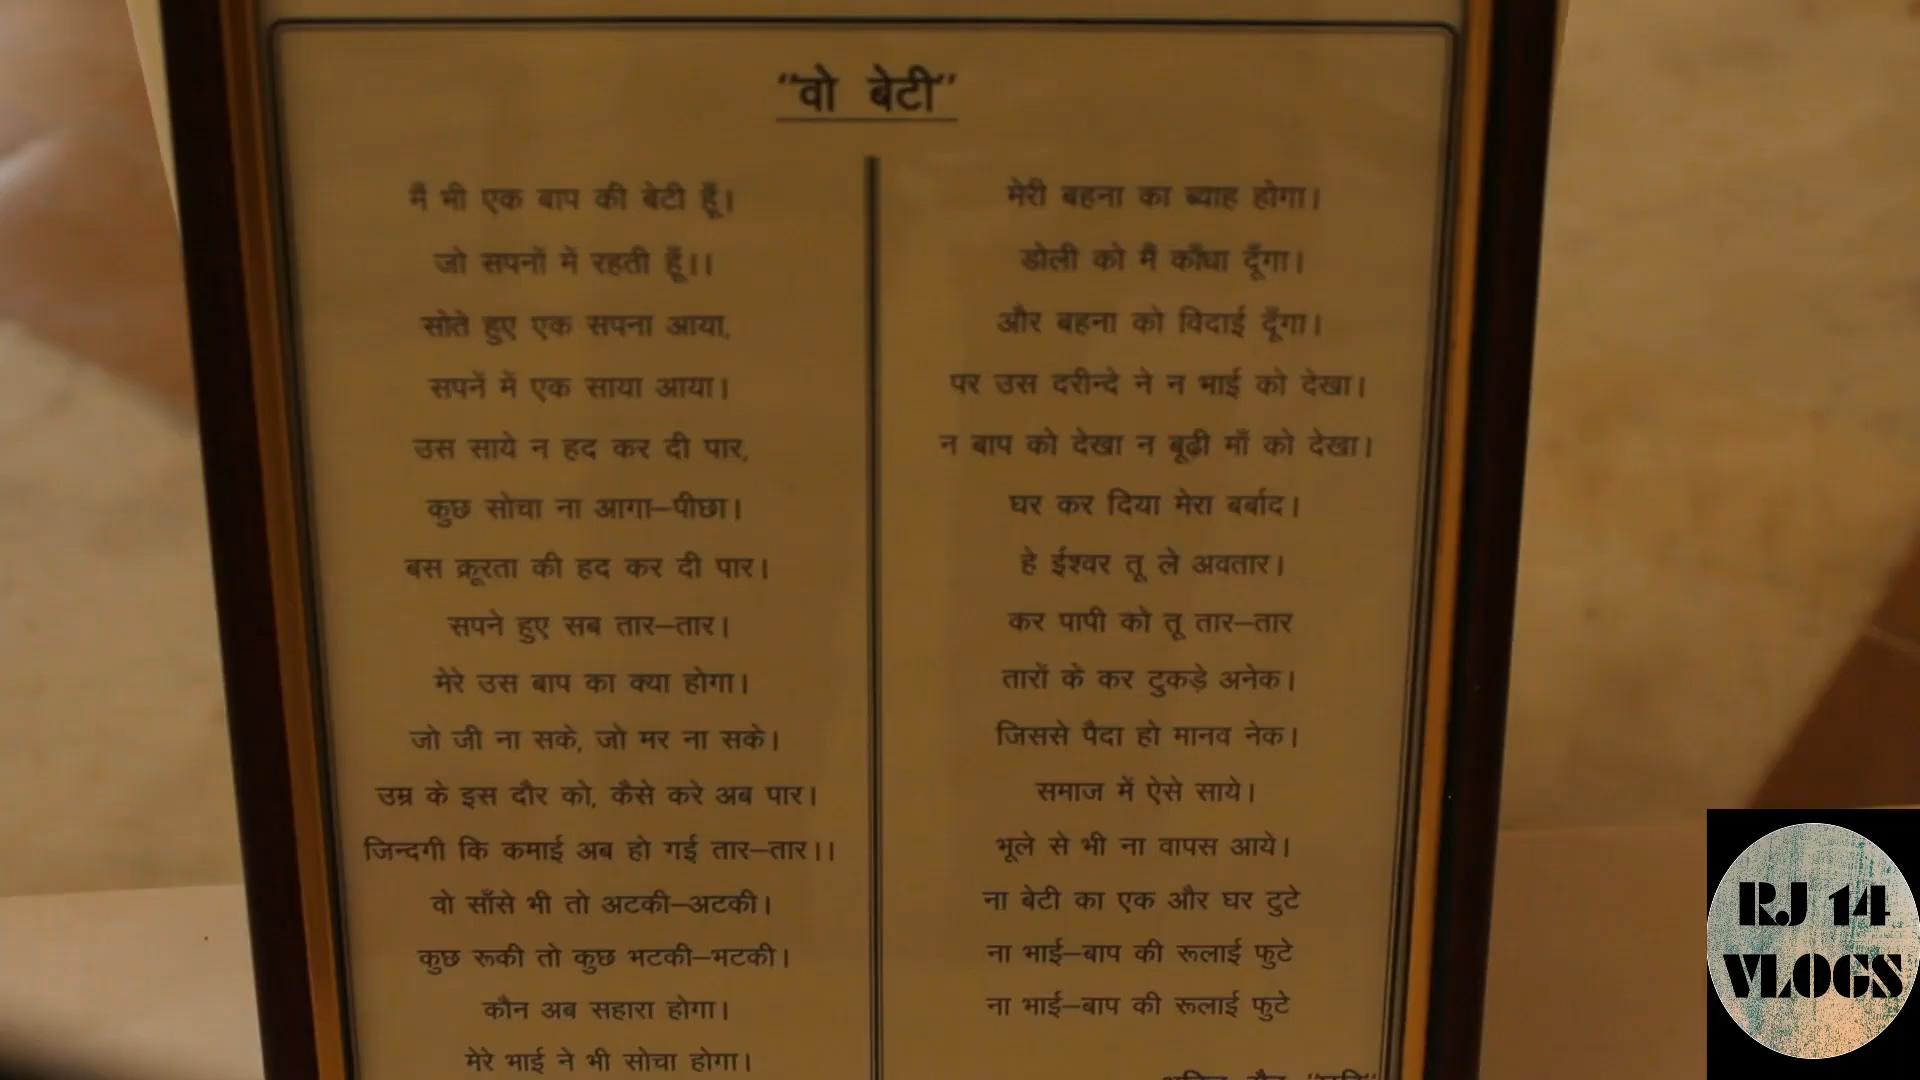 "वो बेटी"
मैं भी एक बाप की बेटी हूँ।
जो सपनों में रहती हूँ।।
सोते हुए एक सपना आया,
सपनें में एक साया आया।
उस साये न हद कर दी पार,
कुछ सोचा ना आगा–पीछा।
बस क्रूरता की हद कर दी पार।
सपने हुए सब तार–तार।
मेरे उस बाप का क्या होगा।
जो जी ना सके, जो मर ना सके।
उम्र के इस दौर को, कैसे करे अब पार।
जिन्दगी कि कमाई अब हो गई तार–तार।।
वो साँसे भी तो अटकी–अटकी।
कुछ रूकी तो कुछ भटकी–भटकी।
कौन अब सहारा होगा।
मेरे भाई ने भी सोचा होगा।
मेरी बहना का ब्याह होगा।
डोली को मैं काँधा दूँगा।
और बहना को विदाई दूँगा।
पर उस दरीन्दे ने न भाई को देखा।
न बाप को देखा न बूढी माँ को देखा।
घर कर दिया मेरा बर्बाद।
हे ईश्वर तू ले अवतार।
कर पापी को तू तार–तार
तारों के कर टुकड़े अनेक।
जिससे पैदा हो मानव नेक।
समाज में ऐसे साये।
भूले से भी ना वापस आये।
ना बेटी का एक और घर टुटे
ना भाई–बाप की रूलाई फुटे
ना भाई–बाप की रूलाई फुटे
RJ 14
VLOGS